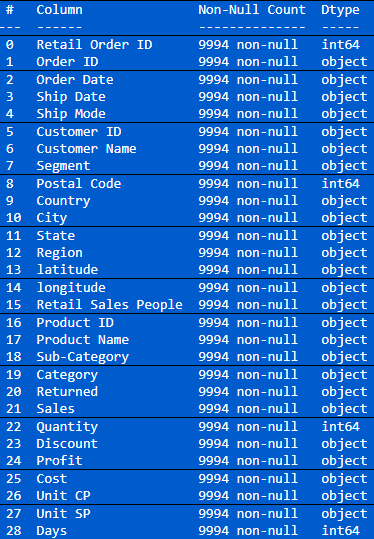 #   Column               Non-Null Count  Dtype
---  ------               --------------  -----
0   Retail Order ID      9994 non-null   int64
1   Order ID             9994 non-null   object
2   Order Date           9994 non-null   object
3   Ship Date            9994 non-null   object
4   Ship Mode            9994 non-null   object
5   Customer ID          9994 non-null   object
6   Customer Name        9994 non-null   object
7   Segment              9994 non-null   object
8   Postal Code          9994 non-null   int64
9   Country              9994 non-null   object
10  City                 9994 non-null   object
11  State                9994 non-null   object
12  Region               9994 non-null   object
13  latitude             9994 non-null   object
14  longitude            9994 non-null   object
15  Retail Sales People  9994 non-null   object
16  Product ID           9994 non-null   object
17  Product Name         9994 non-null   object
18  Sub-Category         9994 non-null   object
19  Category             9994 non-null   object
20  Returned             9994 non-null   object
21  Sales                9994 non-null   object
22  Quantity             9994 non-null   int64
23  Discount             9994 non-null   object
24  Profit               9994 non-null   object
25  Cost                 9994 non-null   object
26  Unit CP              9994 non-null   object
27  Unit SP              9994 non-null   object
28  Days                 9994 non-null   int64